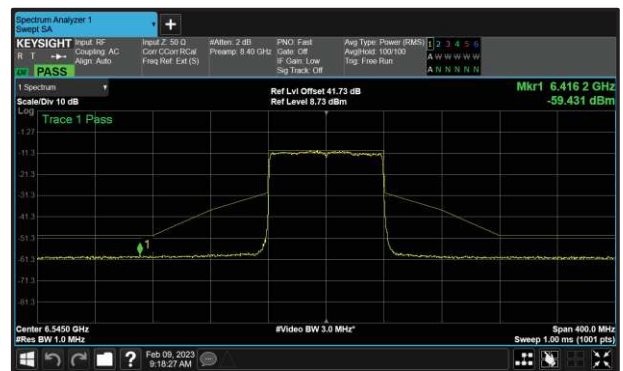 Spectrum Analyzer 1
Swept SA
+
KEYSIGHT
R T
PASS
Input: RF
Coupling: AC
Align: Auto
Input Z: 50 Ω
Corr CCorr RCal
Freq Ref: Ext (S)
#Atten: 2 dB
Preamp: 8.40 GHz
PNO: Fast
Gate: Off
IF Gain: Low
Sig Track: Off
Avg Type: Power (RMS)
Avg|Hold: 100/100
Trig: Free Run
1 2 3 4 5 6
A W W W W W
A N N N N N
1 Spectrum
Scale/Div 10 dB
Ref Lvl Offset 41.73 dB
Ref Level 8.73 dBm
Mkr1 6.416 2 GHz
-59.431 dBm
Log
Trace 1 Pass
-1.27
-11.3
-21.3
-31.3
-41.3
-51.3
-61.3
-71.3
-81.3
1
Center 6.5450 GHz
#Res BW 1.0 MHz
#Video BW 3.0 MHz*
Span 400.0 MHz
Sweep 1.00 ms (1001 pts)
?
Feb 09, 2023
9:18:27 AM